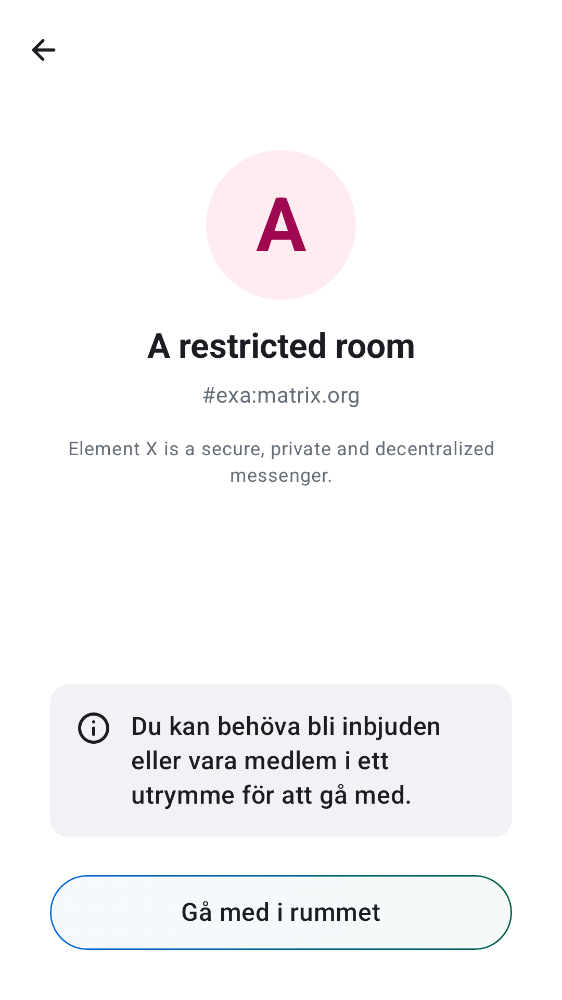 A
A restricted room
#exa:matrix.org
Element X is a secure, private and decentralized
messenger.
Du kan behöva bli inbjuden
eller vara medlem i ett
utrymme för att gå med.
Gå med i rummet